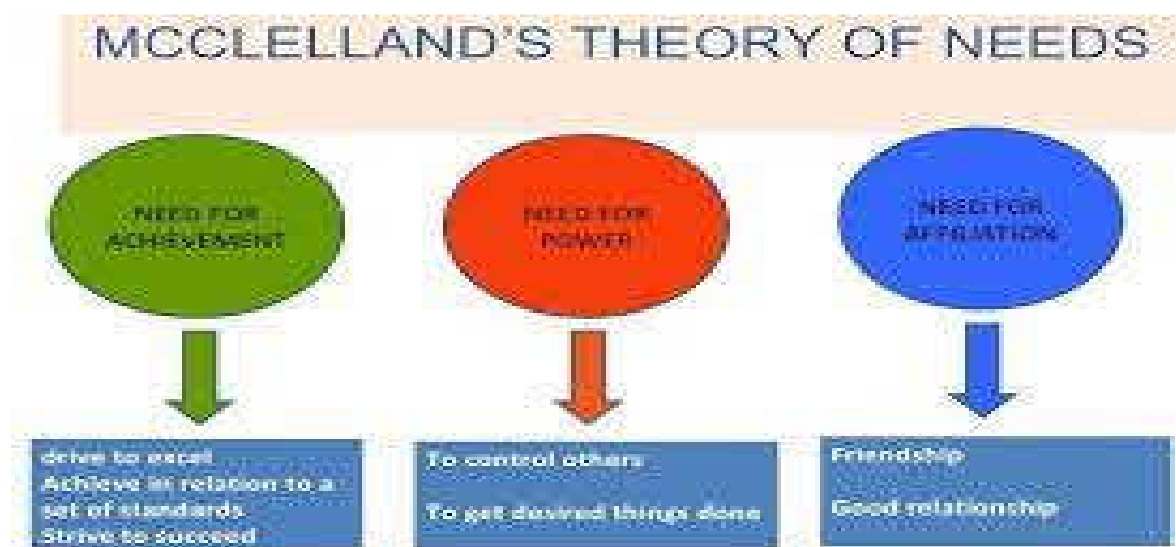 MCCLELLAND'S THEORY OF NEEDS
NEED FOR
ACHIEVEMENT
NEED FOR
POWER
NEED FOR
AFFILIATION
drive to excel
Achieve in relation to a
set of standards
Strive to succeed
To control others
To get desired things done
Friendship
Good relationship